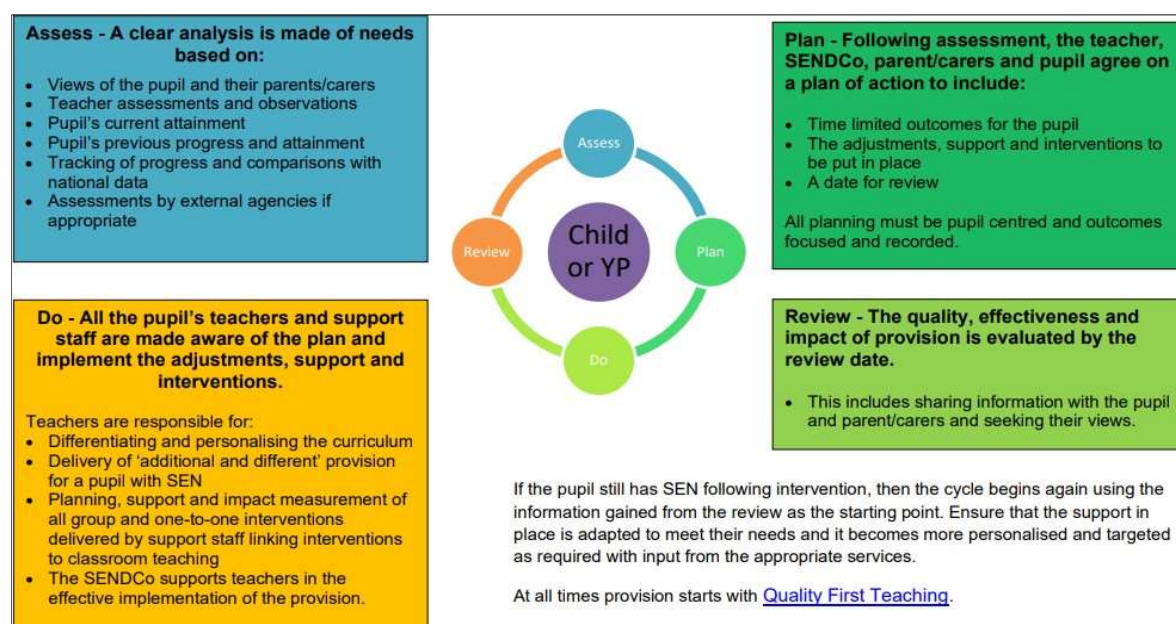 Assess - A clear analysis is made of needs
based on:
• Views of the pupil and their parents/carers
• Teacher assessments and observations
• Pupil's current attainment
• Pupil's previous progress and attainment
• Tracking of progress and comparisons with
national data
• Assessments by external agencies if
appropriate
Plan - Following assessment, the teacher,
SENDCo, parent/carers and pupil agree on
a plan of action to include:
• Time limited outcomes for the pupil
• The adjustments, support and interventions to
be put in place
• A date for review
All planning must be pupil centred and outcomes
focused and recorded.
Assess
Review
Child
or YP
Plan
Do
Do - All the pupil's teachers and support
staff are made aware of the plan and
implement the adjustments, support and
interventions.
Teachers are responsible for:
• Differentiating and personalising the curriculum
• Delivery of 'additional and different' provision
for a pupil with SEN
• Planning, support and impact measurement of
all group and one-to-one interventions
delivered by support staff linking interventions
to classroom teaching
• The SENDCo supports teachers in the
effective implementation of the provision.
Review - The quality, effectiveness and
impact of provision is evaluated by the
review date.
• This includes sharing information with the pupil
and parent/carers and seeking their views.
If the pupil still has SEN following intervention, then the cycle begins again using the
information gained from the review as the starting point. Ensure that the support in
place is adapted to meet their needs and it becomes more personalised and targeted
as required with input from the appropriate services.
At all times provision starts with Quality First Teaching.